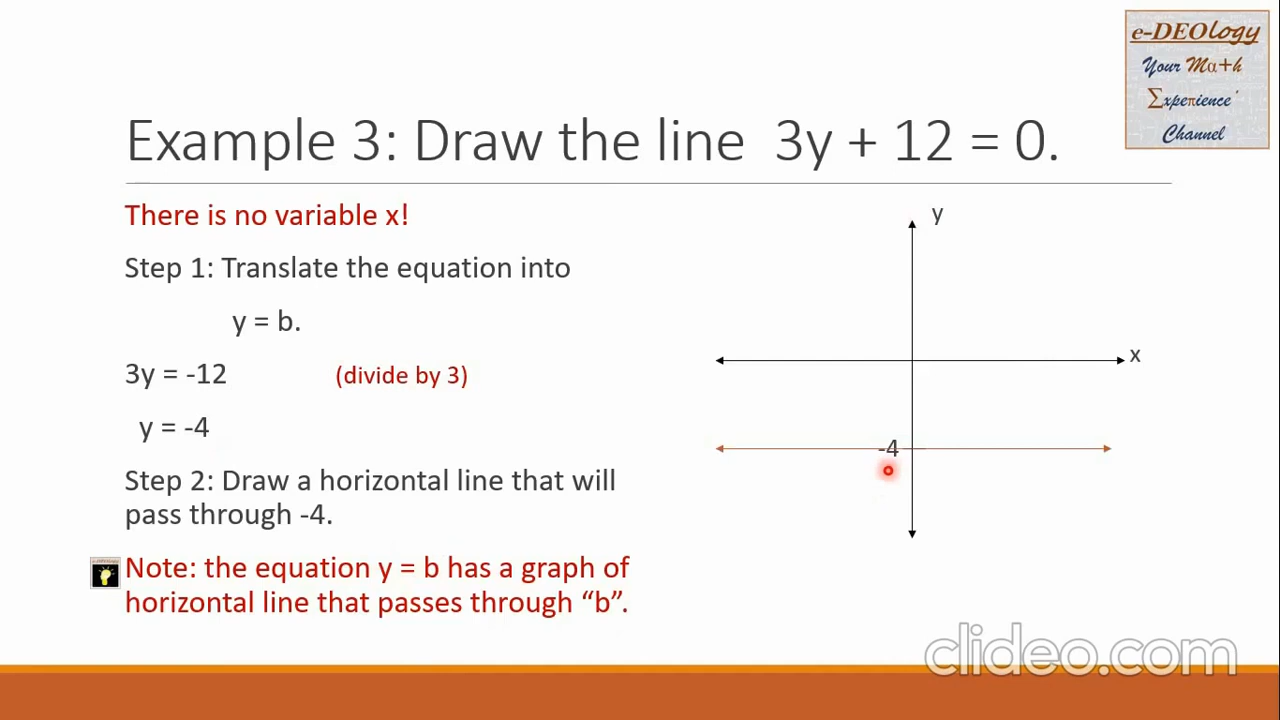 e-DEOlogy
Your Mα+h
Σxpeπience'
Channel
Example 3: Draw the line 3y + 12 = 0.
There is no variable x!
Step 1: Translate the equation into
y = b.
3y = -12 (divide by 3)
y = -4
Step 2: Draw a horizontal line that will
pass through -4.
Note: the equation y = b has a graph of
horizontal line that passes through “b”.
y
x
-4
clideo.com